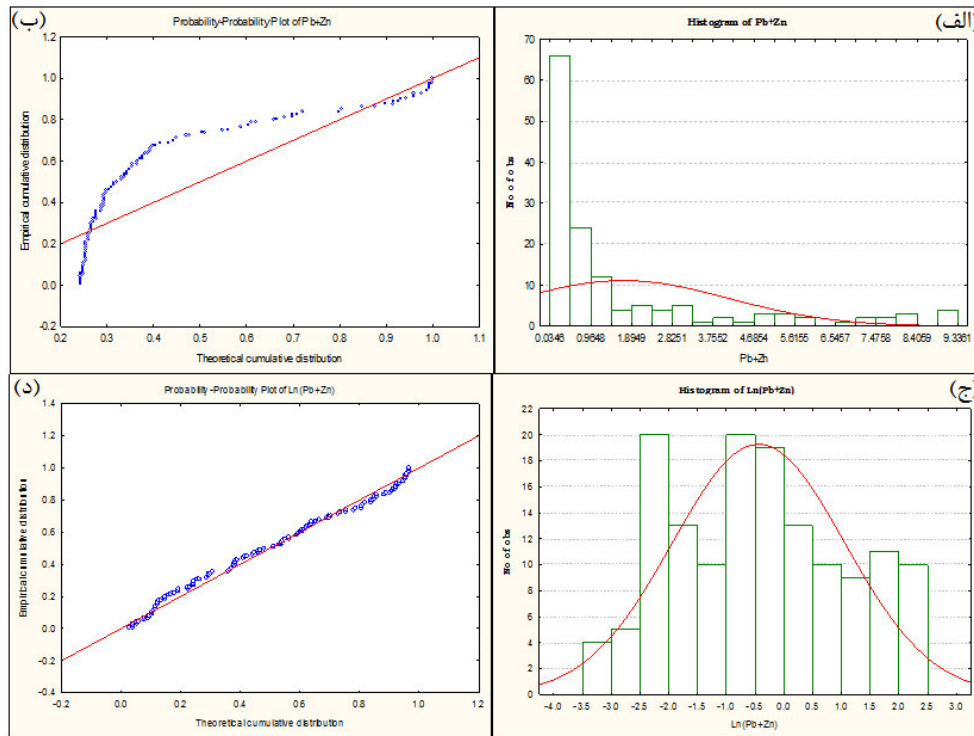 (ب)
Probability-Probability Plot of Pb+Zn
1.2
1.0
0.8
0.6
0.4
0.2
0.0
-0.2
Empirical cumulative distribution
0.2 0.3 0.4 0.5 0.6 0.7 0.8 0.9 1.0 1.1
Theoretical cumulative distribution
(الف)
Histogram of Pb+Zn
70
60
50
40
30
20
10
0
No of obs
0.0346 0.9648 1.8949 2.8251 3.7552 4.6854 5.6155 6.5457 7.4758 8.4059 9.3361
Pb+Zn
(د)
Probability-Probability Plot of Ln(Pb+Zn)
1.4
1.2
1.0
0.8
0.6
0.4
0.2
0.0
-0.2
-0.4
Empirical cumulative distribution
-0.2 0.0 0.2 0.4 0.6 0.8 1.0 1.2
Theoretical cumulative distribution
(ج)
Histogram of Ln(Pb+Zn)
22
20
18
16
14
12
10
8
6
4
2
0
No of obs
-4.0 -3.5 -3.0 -2.5 -2.0 -1.5 -1.0 -0.5 0.0 0.5 1.0 1.5 2.0 2.5 3.0
Ln(Pb+Zn)